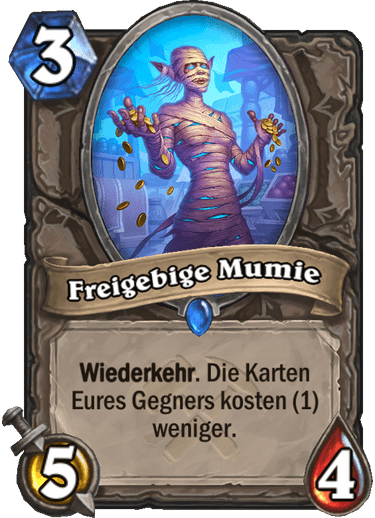 3
Freigebige Mumie
Wiederkehr. Die Karten
Eures Gegners kosten (1)
weniger.
5
4